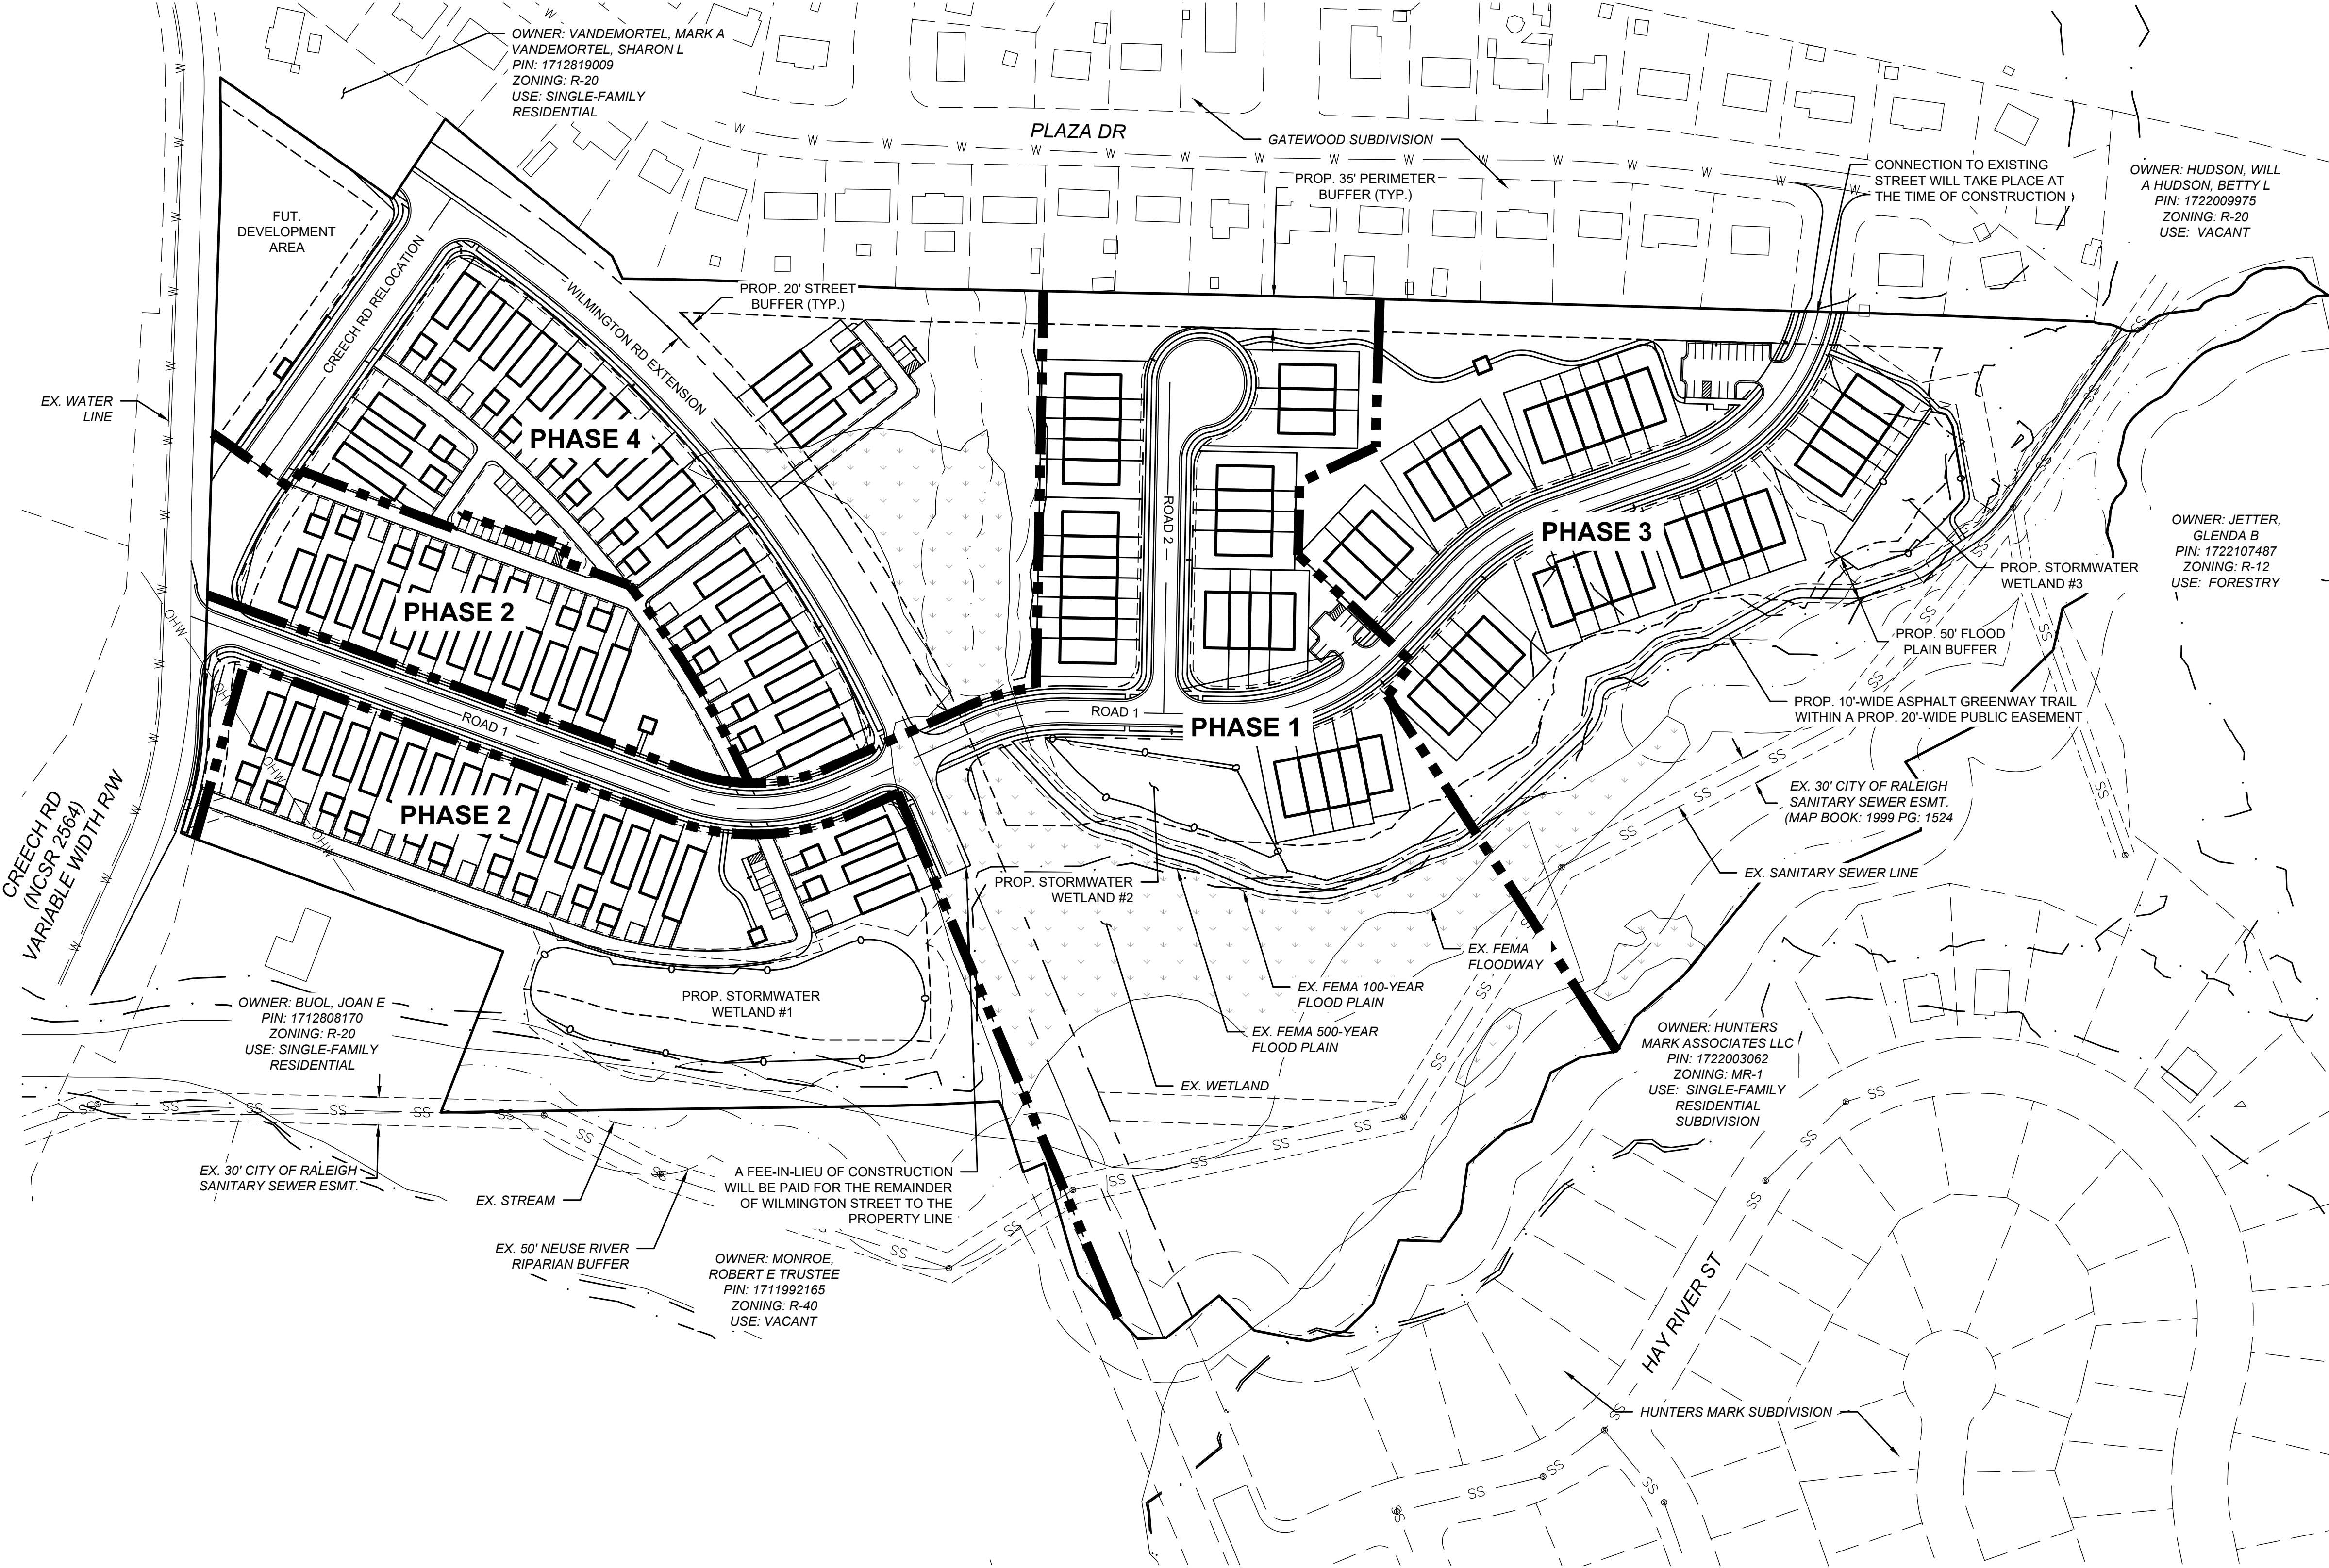 OWNER: VANDEMORTEL, MARK A
VANDEMORTEL, SHARON L
PIN: 1712819009
ZONING: R-20
USE: SINGLE-FAMILY
RESIDENTIAL
PLAZA DR
GATEWOOD SUBDIVISION
PROP. 35' PERIMETER
BUFFER (TYP.)
CONNECTION TO EXISTING
STREET WILL TAKE PLACE AT
THE TIME OF CONSTRUCTION
OWNER: HUDSON, WILL
A HUDSON, BETTY L
PIN: 1722009975
ZONING: R-20
USE: VACANT
FUT.
DEVELOPMENT
AREA
CREECH RD RELOCATION
WILMINGTON RD EXTENSION
PROP. 20' STREET
BUFFER (TYP.)
EX. WATER
LINE
PHASE 4
ROAD 2
PHASE 3
OWNER: JETTER,
GLENDA B
PIN: 1722107487
ZONING: R-12
USE: FORESTRY
PROP. STORMWATER
WETLAND #3
PHASE 2
PROP. 50' FLOOD
PLAIN BUFFER
ROAD 1
ROAD 1
PHASE 1
PROP. 10'-WIDE ASPHALT GREENWAY TRAIL
WITHIN A PROP. 20'-WIDE PUBLIC EASEMENT
PHASE 2
EX. 30' CITY OF RALEIGH
SANITARY SEWER ESMT.
(MAP BOOK: 1999 PG: 1524
CREECH RD
(NCSR 2564)
VARIABLE WIDTH R/W
EX. SANITARY SEWER LINE
PROP. STORMWATER
WETLAND #2
EX. FEMA
FLOODWAY
EX. FEMA 100-YEAR
FLOOD PLAIN
PROP. STORMWATER
WETLAND #1
OWNER: BUOL, JOAN E
PIN: 1712808170
ZONING: R-20
USE: SINGLE-FAMILY
RESIDENTIAL
EX. FEMA 500-YEAR
FLOOD PLAIN
OWNER: HUNTERS
MARK ASSOCIATES LLC
PIN: 1722003062
ZONING: MR-1
USE: SINGLE-FAMILY
RESIDENTIAL
SUBDIVISION
EX. WETLAND
EX. 30' CITY OF RALEIGH
SANITARY SEWER ESMT.
EX. STREAM
A FEE-IN-LIEU OF CONSTRUCTION
WILL BE PAID FOR THE REMAINDER
OF WILMINGTON STREET TO THE
PROPERTY LINE
EX. 50' NEUSE RIVER
RIPARIAN BUFFER
OWNER: MONROE,
ROBERT E TRUSTEE
PIN: 1711992165
ZONING: R-40
USE: VACANT
HAY RIVER ST
HUNTERS MARK SUBDIVISION